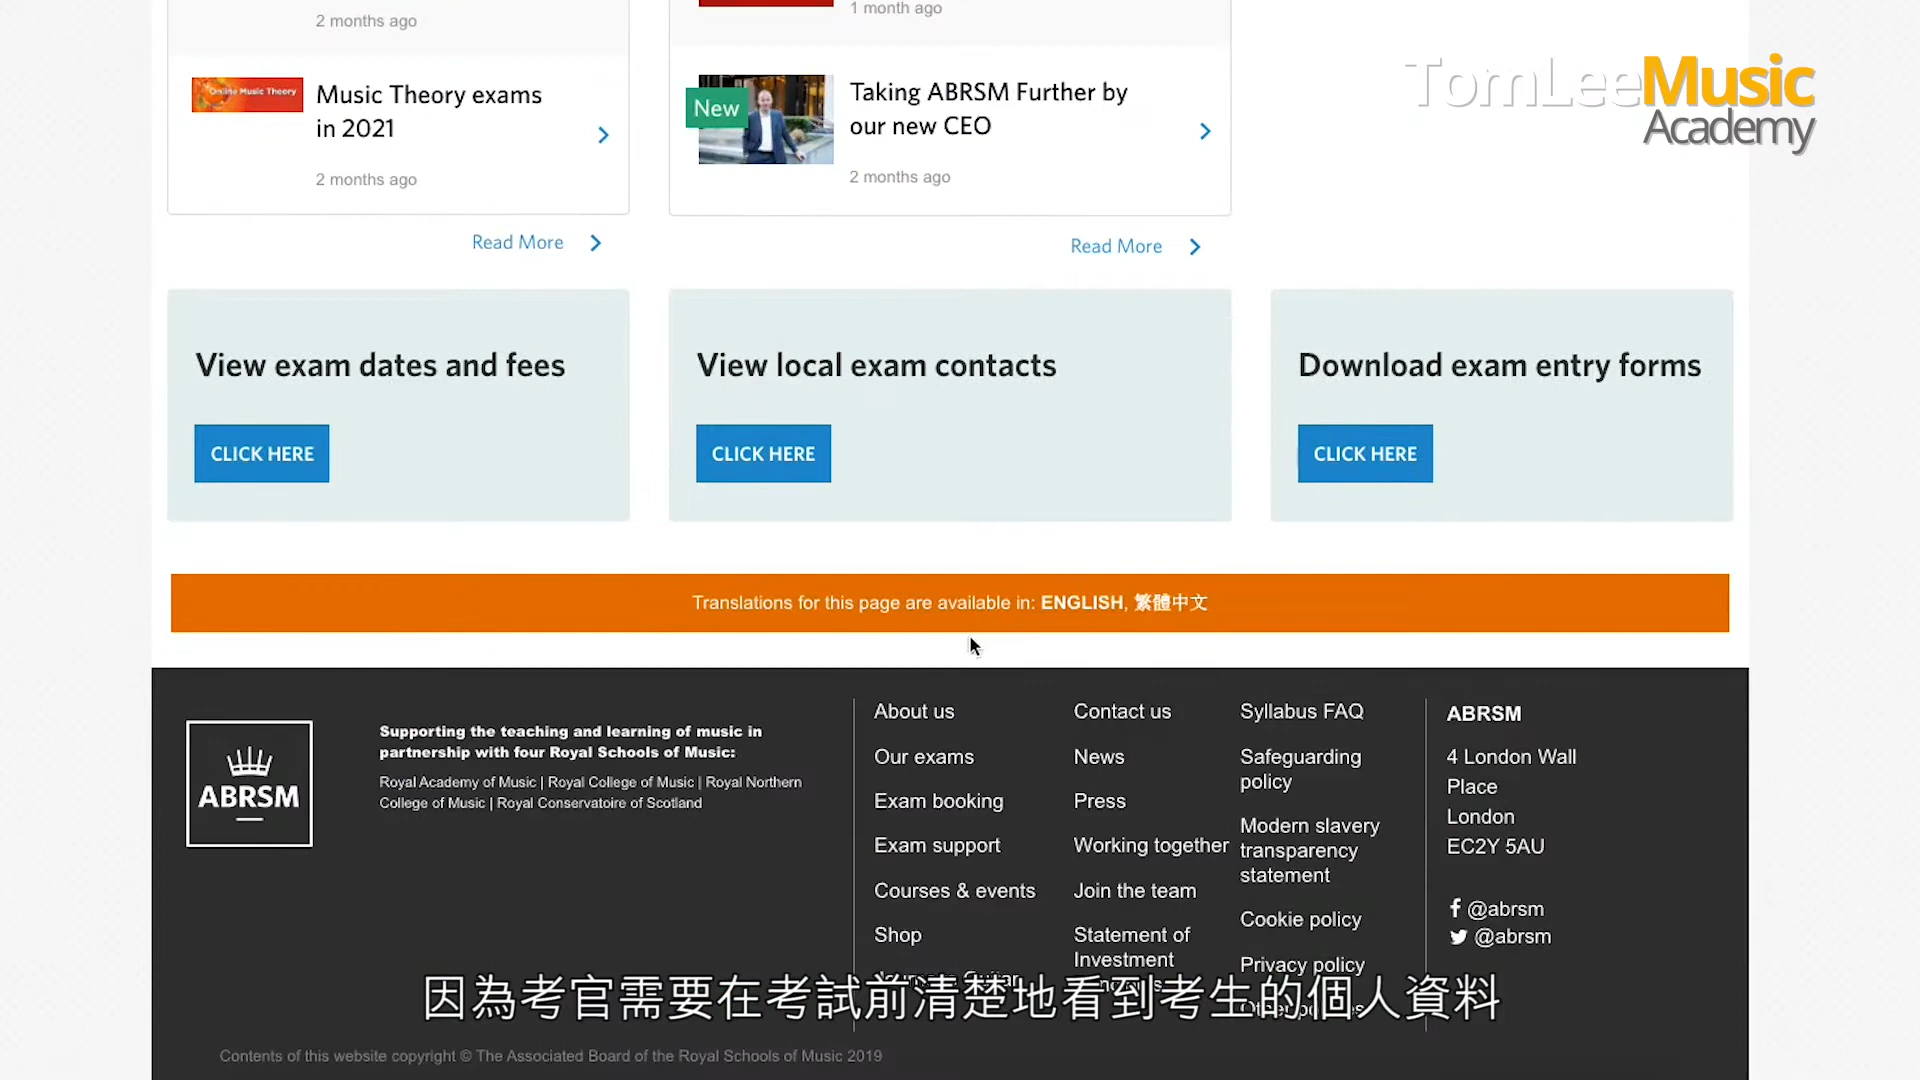 2 months ago
1 month ago
Online Music Theory
Music Theory exams
in 2021
2 months ago
New
Taking ABRSM Further by
our new CEO
2 months ago
TomLeeMusic
Academy
Read More
Read More
View exam dates and fees
CLICK HERE
View local exam contacts
CLICK HERE
Download exam entry forms
CLICK HERE
Translations for this page are available in: ENGLISH, 繁體中文
ABRSM
Supporting the teaching and learning of music in
partnership with four Royal Schools of Music:
Royal Academy of Music | Royal College of Music | Royal Northern
College of Music | Royal Conservatoire of Scotland
About us
Our exams
Exam booking
Exam support
Courses & events
Shop
Contact us
News
Press
Working together
Join the team
Statement of
Investment
Syllabus FAQ
Safeguarding
policy
Modern slavery
transparency
statement
Cookie policy
Privacy policy
ABRSM
4 London Wall
Place
London
EC2Y 5AU
@abrsm
@abrsm
因為考官需要在考試前清楚地看到考生的個人資料
Contents of this website copyright © The Associated Board of the Royal Schools of Music 2019